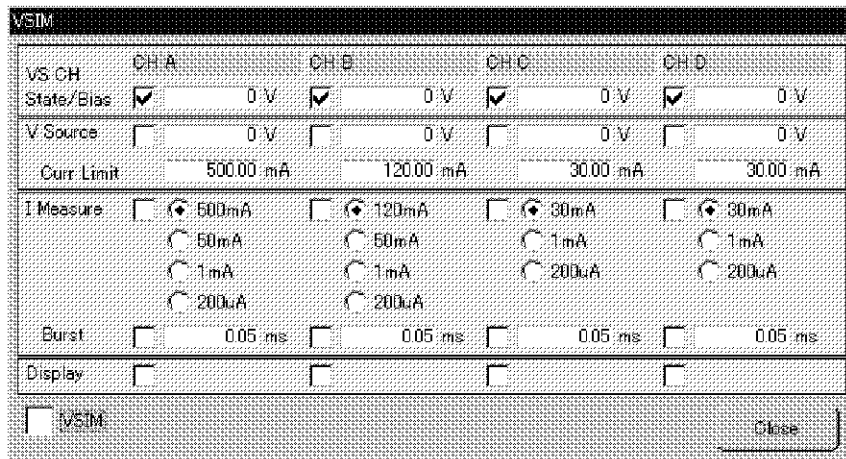 VSIM
CH A CH B CH C CH D
VS CH
State/Bias 0 V 0 V 0 V 0 V
V Source 0 V 0 V 0 V 0 V
Curr Limit 500.00 mA 120.00 mA 30.00 mA 30.00 mA
I Measure 500mA 120mA 30mA 30mA
50mA 50mA 1mA 1mA
1mA 1mA 200uA 200uA
200uA 200uA
Burst 0.05 ms 0.05 ms 0.05 ms 0.05 ms
Display
VSIM
Close